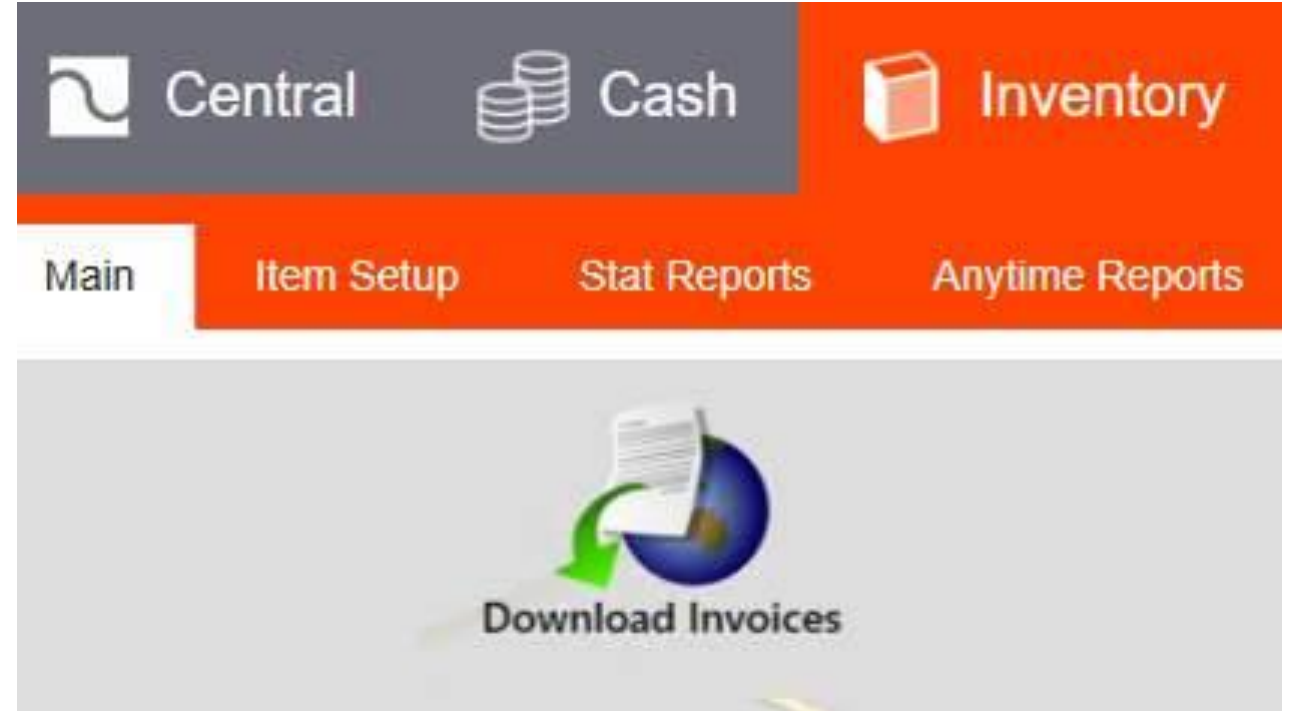 Central Cash Inventory
Main Item Setup Stat Reports Anytime Reports
Download Invoices